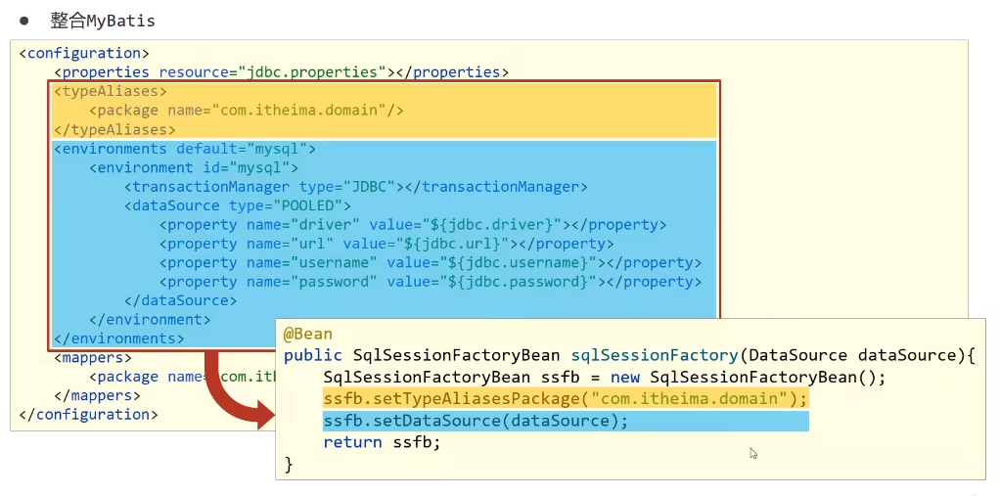 ● 整合MyBatis
<configuration>
<properties resource="jdbc.properties"></properties>
<typeAliases>
<package name="com.itheima.domain"/>
</typeAliases>
<environments default="mysql">
<environment id="mysql">
<transactionManager type="JDBC"></transactionManager>
<dataSource type="POOLED">
<property name="driver" value="${jdbc.driver}"></property>
<property name="url" value="${jdbc.url}"></property>
<property name="username" value="${jdbc.username}"></property>
<property name="password" value="${jdbc.password}"></property>
</dataSource>
</environment>
</environments>
<mappers>
<package name
</mappers>
</configuration>
@Bean
public SqlSessionFactoryBean sqlSessionFactory(DataSource dataSource){
SqlSessionFactoryBean ssfb = new SqlSessionFactoryBean();
ssfb.setTypeAliasesPackage("com.itheima.domain");
ssfb.setDataSource(dataSource);
return ssfb;
}